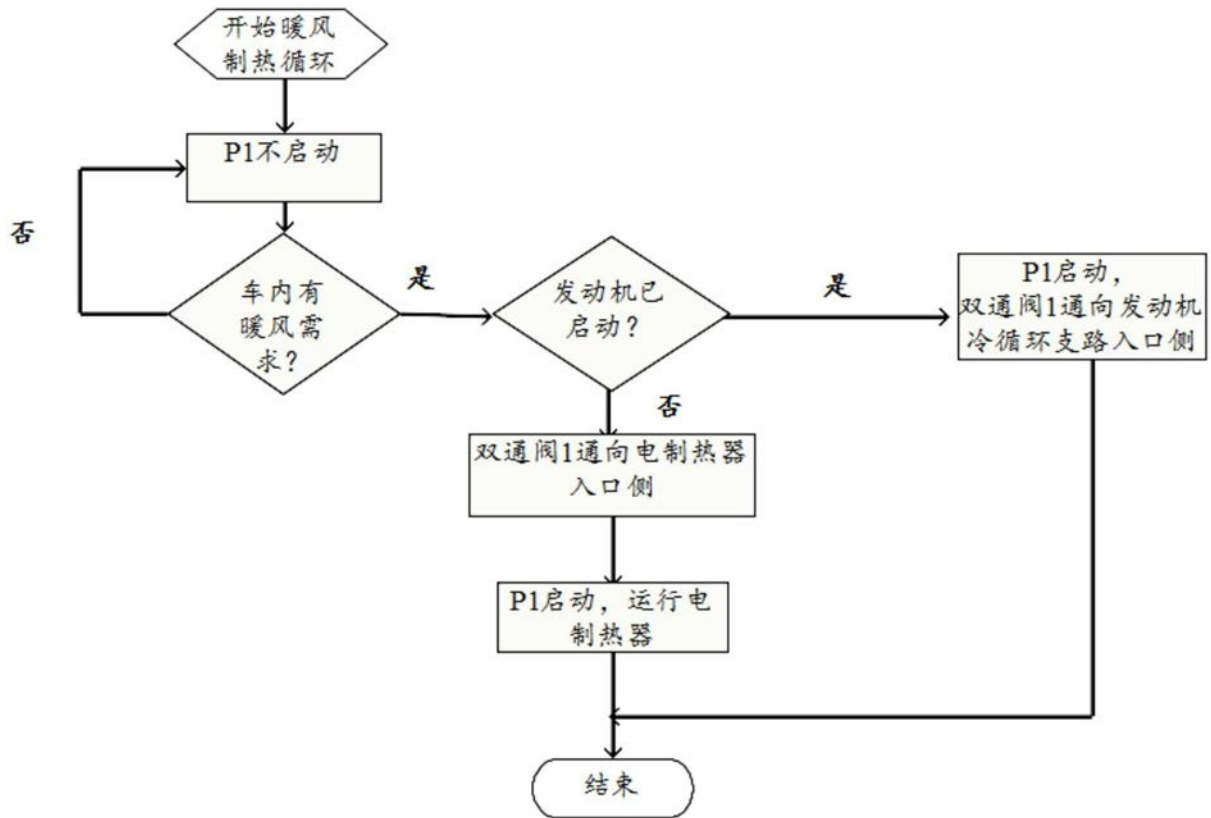 开始暖风
制热循环
P1不启动
否
车内有
暖风需
求？
是
发动机已
启动？
是
P1启动，
双通阀1通向发动机
冷循环支路入口侧
否
双通阀1通向电制热器
入口侧
P1启动，运行电
制热器
结束